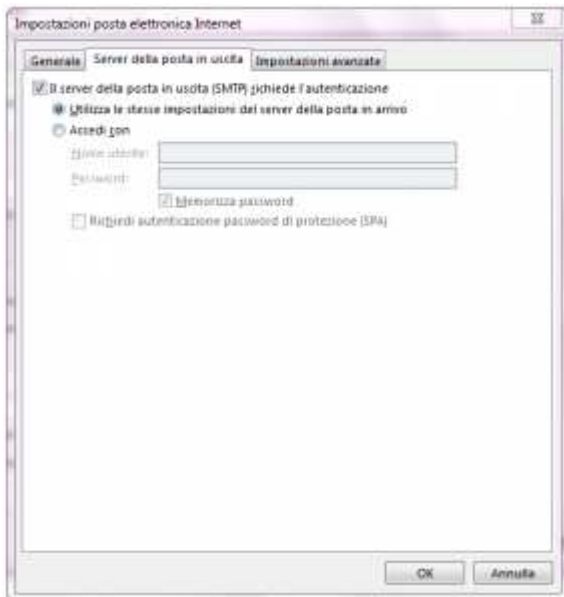 Impostazioni posta elettronica Internet
Generale Server della posta in uscita Impostazioni avanzate
Il server della posta in uscita (SMTP) richiede l'autenticazione
Utilizza le stesse impostazioni del server della posta in arrivo
Accedi con
Nome utente:
Password:
Memorizza password
Richiedi autenticazione password di protezione (SPA)
OK Annulla